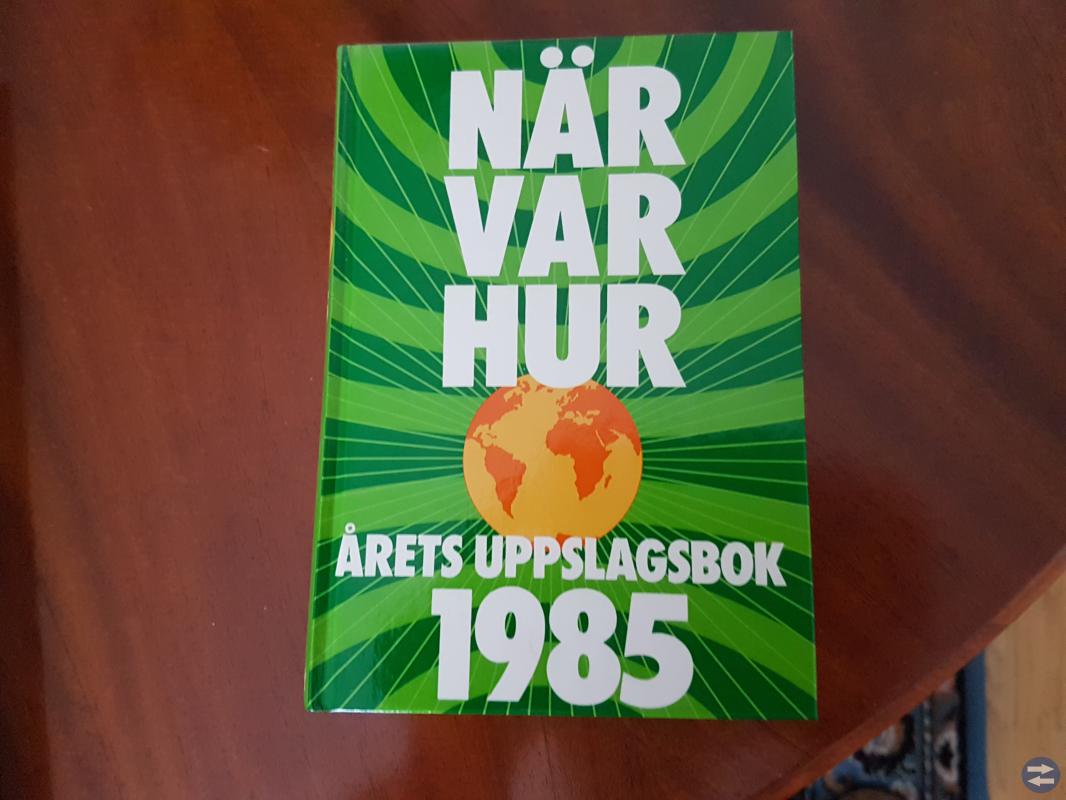 NÄR
VAR
HUR
ÅRETS UPPSLAGSBOK
1985